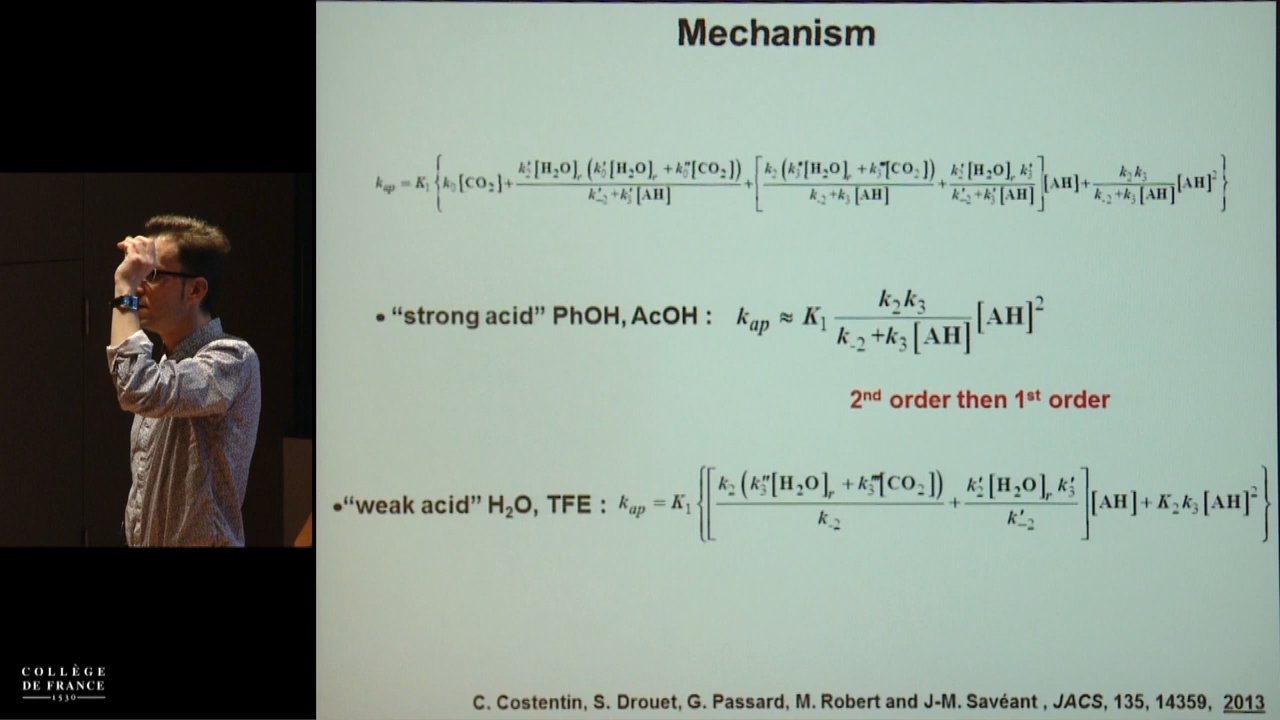 Mechanism
k_ap = K_1 { k_0 [CO_2] + k'_2[H_2O]_r (k'_0[H_2O]_r + k''_0[CO_2]) / (k'_-2 + k'_3[AH]) + [ k_2 (k''_3[H_2O]_r + k'''_3[CO_2]) / (k_-2 + k_3[AH]) + k'_2[H_2O]_r k'_3 / (k'_-2 + k'_3[AH]) ] [AH] + k_2k_3 / (k_-2 + k_3[AH]) [AH]^2 }
• “strong acid” PhOH, AcOH : k_ap ≈ K_1 k_2k_3 / (k_-2 + k_3[AH]) [AH]^2
2nd order then 1st order
•“weak acid” H2O, TFE : k_ap = K_1 { [ k_2 (k''_3[H_2O]_r + k'''_3[CO_2]) / k_-2 + k'_2[H_2O]_r k'_3 / k'_-2 ] [AH] + K_2k_3[AH]^2 }
COLLÈGE
DE FRANCE
1530
C. Costentin, S. Drouet, G. Passard, M. Robert and J-M. Savéant , JACS, 135, 14359, 2013